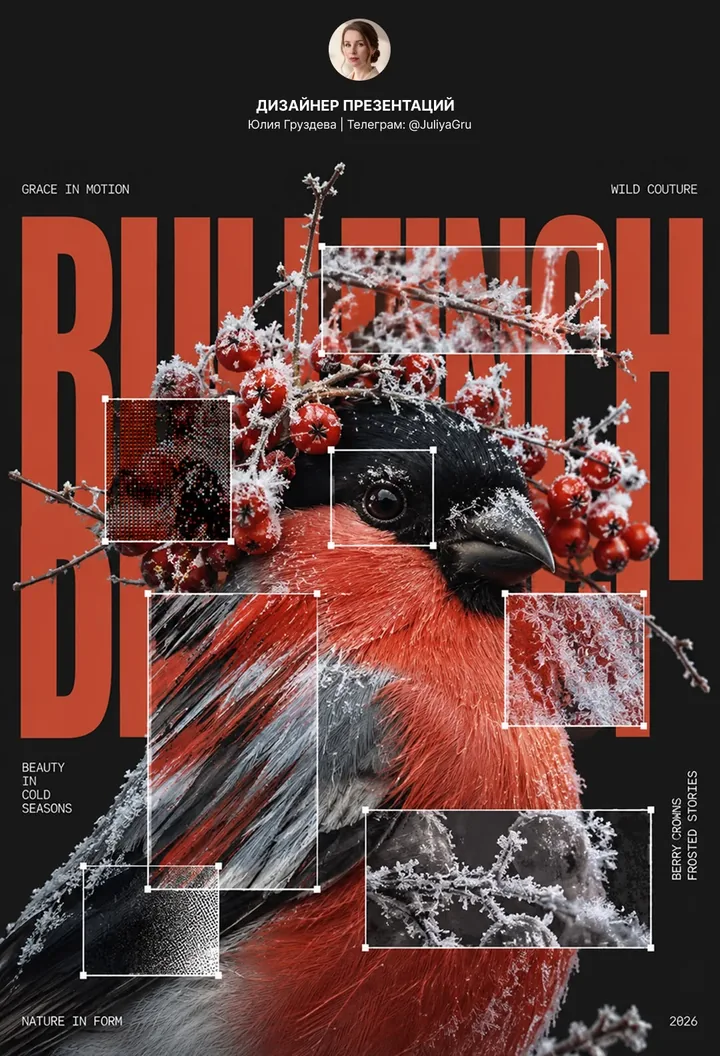 ДИЗАЙНЕР ПРЕЗЕНТАЦИЙ
Юлия Груздева | Телеграм: @JuliyaGru
GRACE IN MOTION
WILD COUTURE
BULLFINCH
BEAUTY
IN
COLD
SEASONS
BERRY CROWNS
FROSTED STORIES
NATURE IN FORM
2026